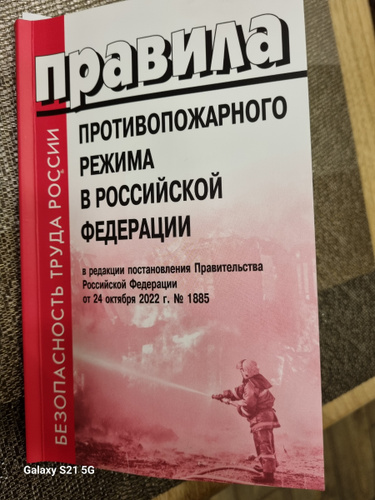 правила
ПРОТИВОПОЖАРНОГО
РЕЖИМА
В РОССИЙСКОЙ
ФЕДЕРАЦИИ
в редакции постановления Правительства
Российской Федерации
от 24 октября 2022 г. № 1885
БЕЗОПАСНОСТЬ ТРУДА РОССИИ
Galaxy S21 5G